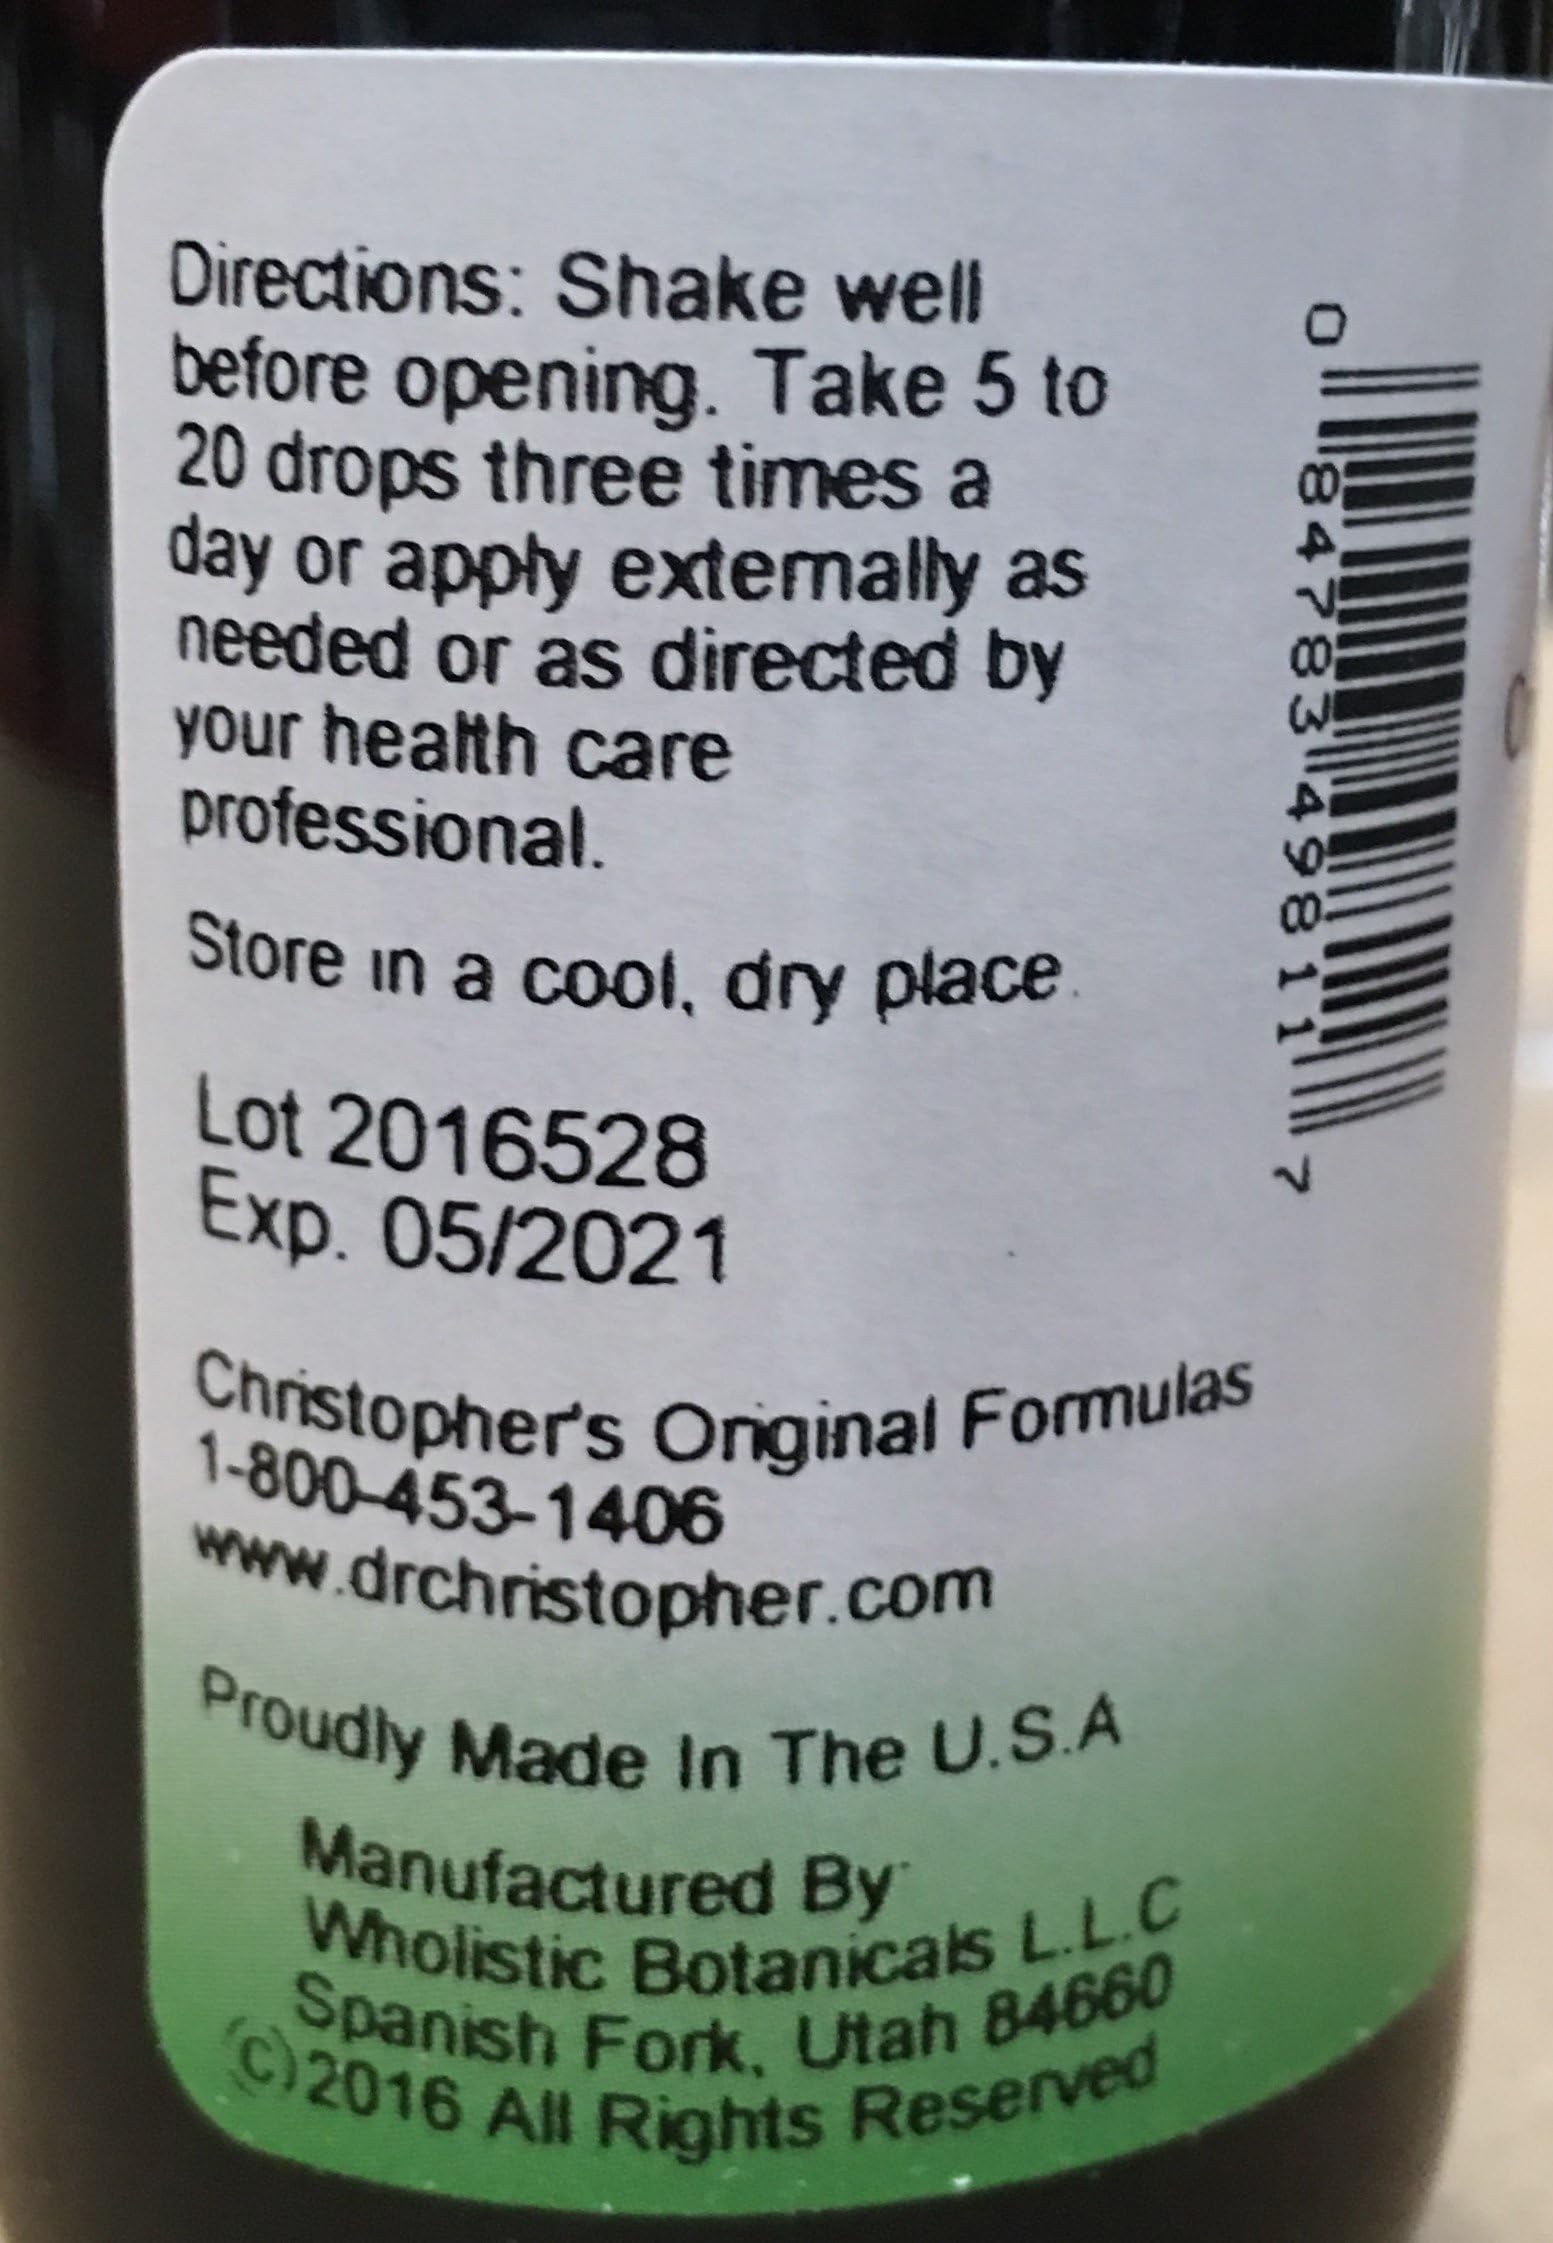 Directions: Shake well
before opening. Take 5 to
20 drops three times a
day or apply externally as
needed or as directed by
your health care
professional.
Store in a cool, dry place.
Lot 2016528
Exp. 05/2021
Christopher's Original Formulas
1-800-453-1406
www.drchristopher.com
Proudly Made In The U.S.A
Manufactured By:
Wholistic Botanicals L.L.C
Spanish Fork, Utah 84660
(C)2016 All Rights Reserved
0 84783 49811 7